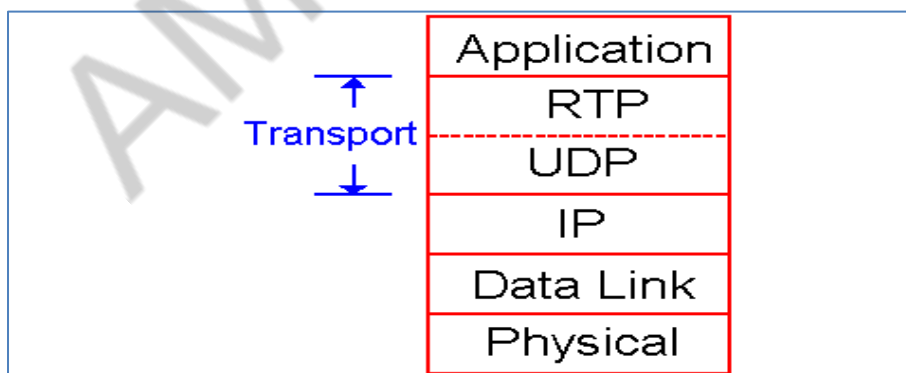 Application
RTP
Transport
UDP
IP
Data Link
Physical